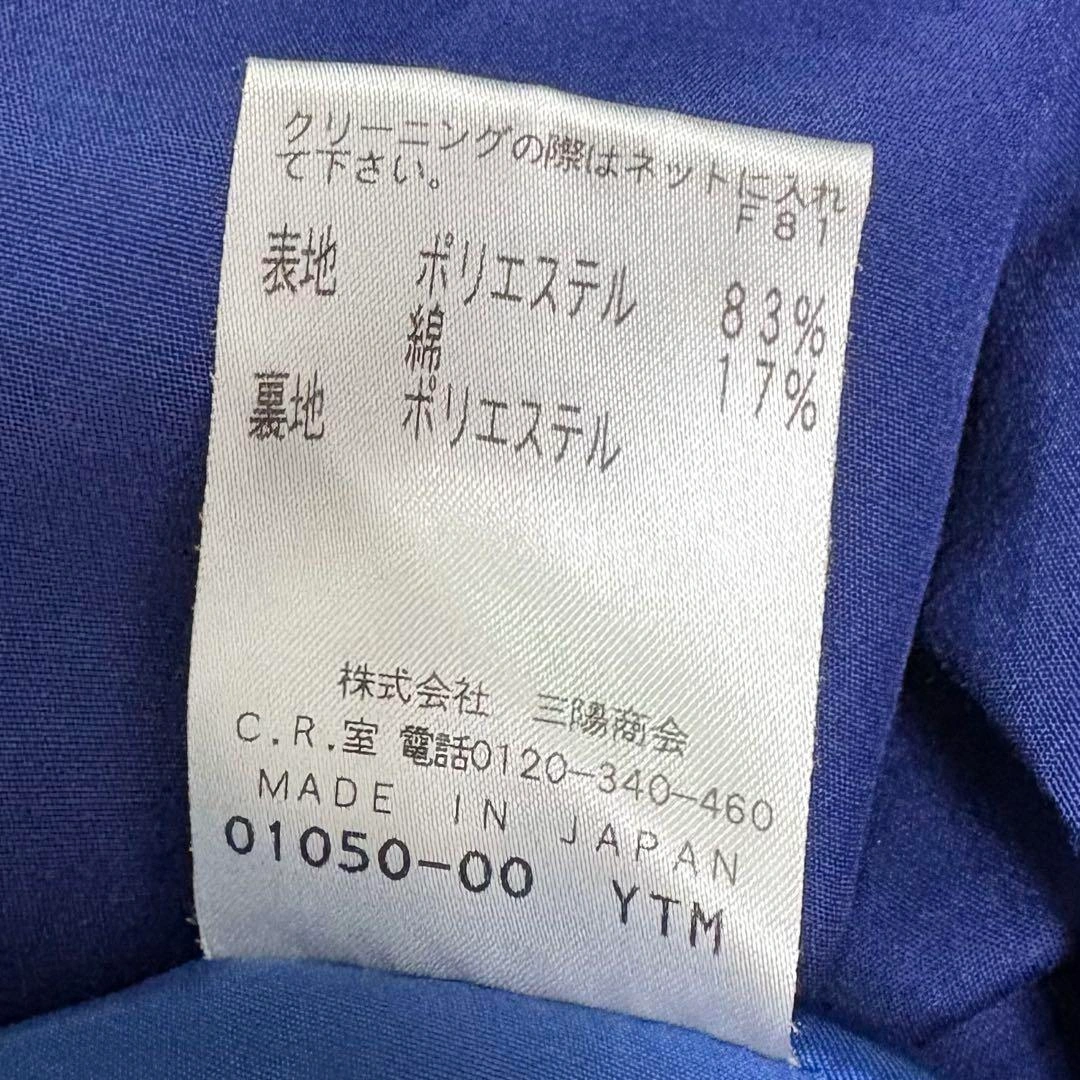 クリーニングの際はネットに入れ
て下さい。
F81
表地 ポリエステル 83%
綿 17%
裏地 ポリエステル
株式会社 三陽商会
C.R.室 電話0120-340-460
MADE IN JAPAN
01050-00 YTM